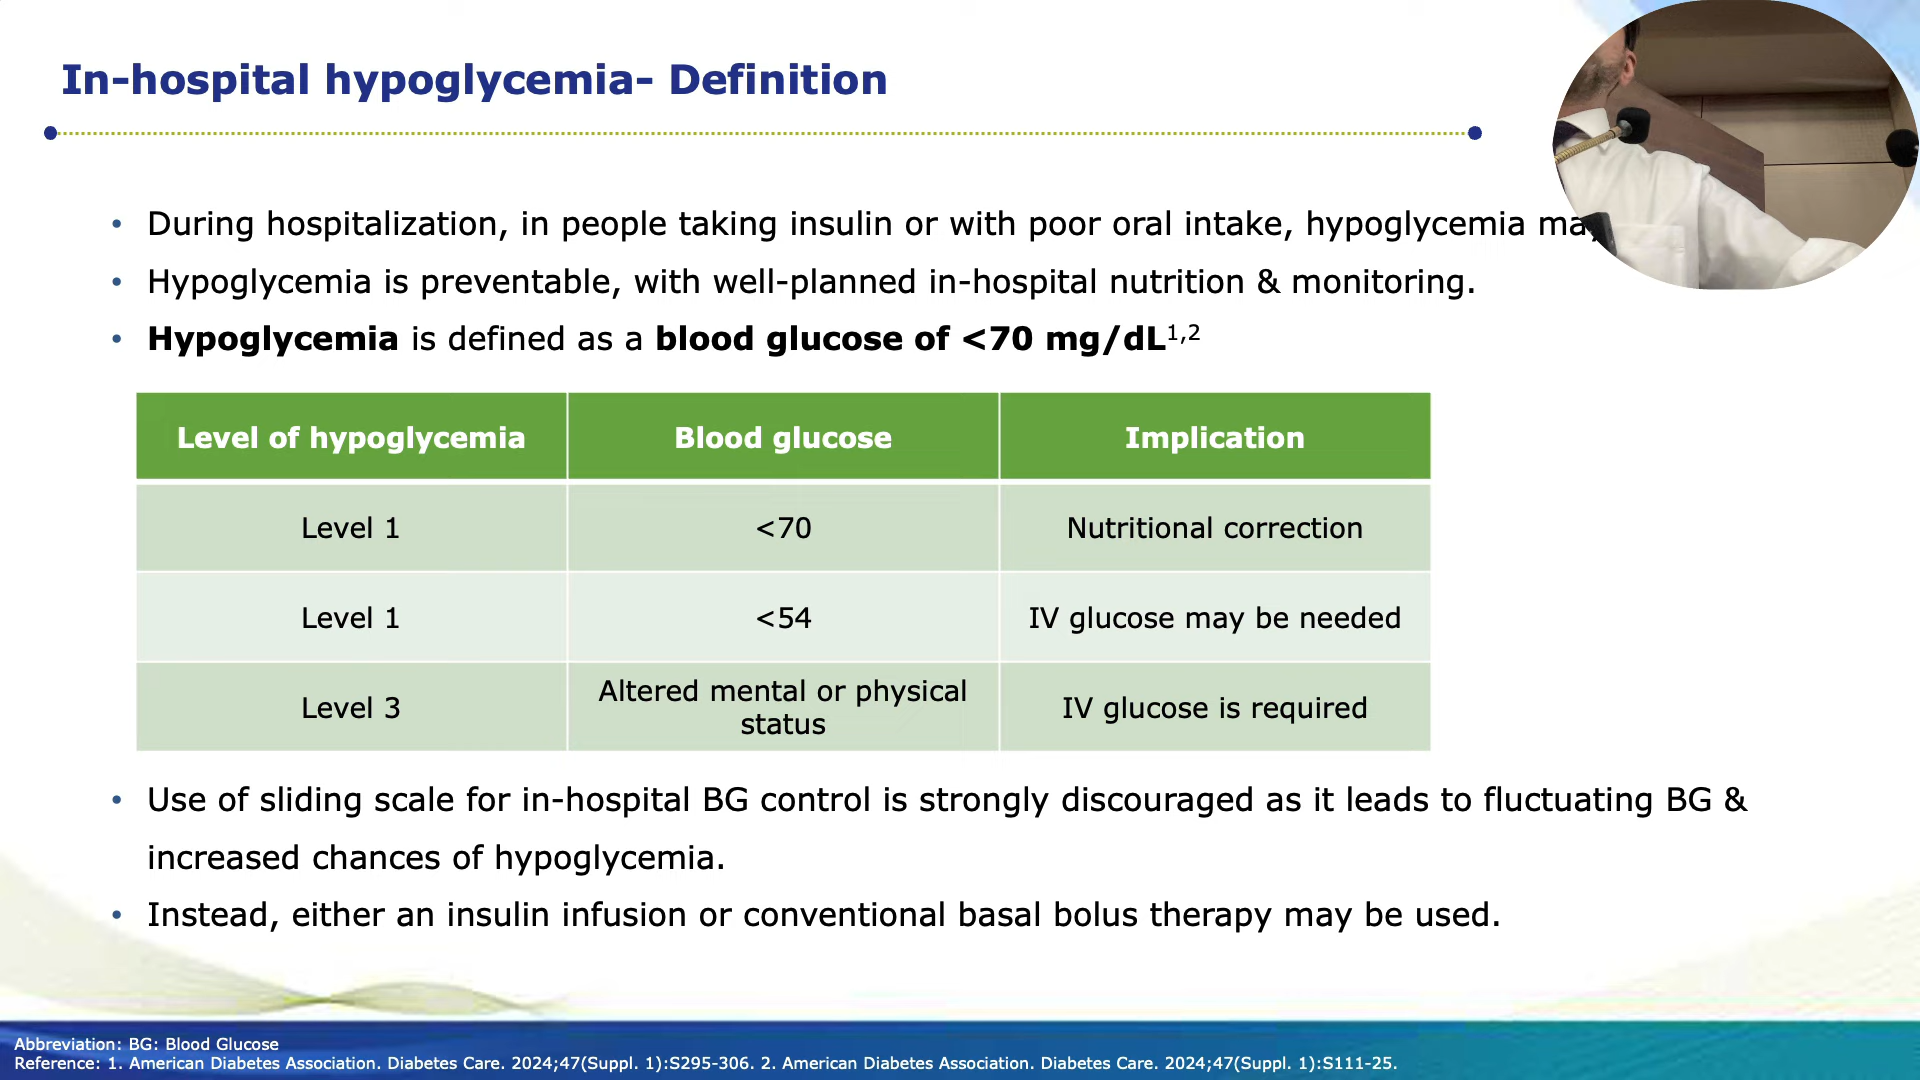 In-hospital hypoglycemia- Definition
• During hospitalization, in people taking insulin or with poor oral intake, hypoglycemia
• Hypoglycemia is preventable, with well-planned in-hospital nutrition & monitoring.
• Hypoglycemia is defined as a blood glucose of <70 mg/dL1,2
Level of hypoglycemia Blood glucose Implication
Level 1 <70 Nutritional correction
Level 1 <54 IV glucose may be needed
Level 3 Altered mental or physical status IV glucose is required
• Use of sliding scale for in-hospital BG control is strongly discouraged as it leads to fluctuating BG &
increased chances of hypoglycemia.
• Instead, either an insulin infusion or conventional basal bolus therapy may be used.
Abbreviation: BG: Blood Glucose
Reference: 1. American Diabetes Association. Diabetes Care. 2024;47(Suppl. 1):S295-306. 2. American Diabetes Association. Diabetes Care. 2024;47(Suppl. 1):S111-25.